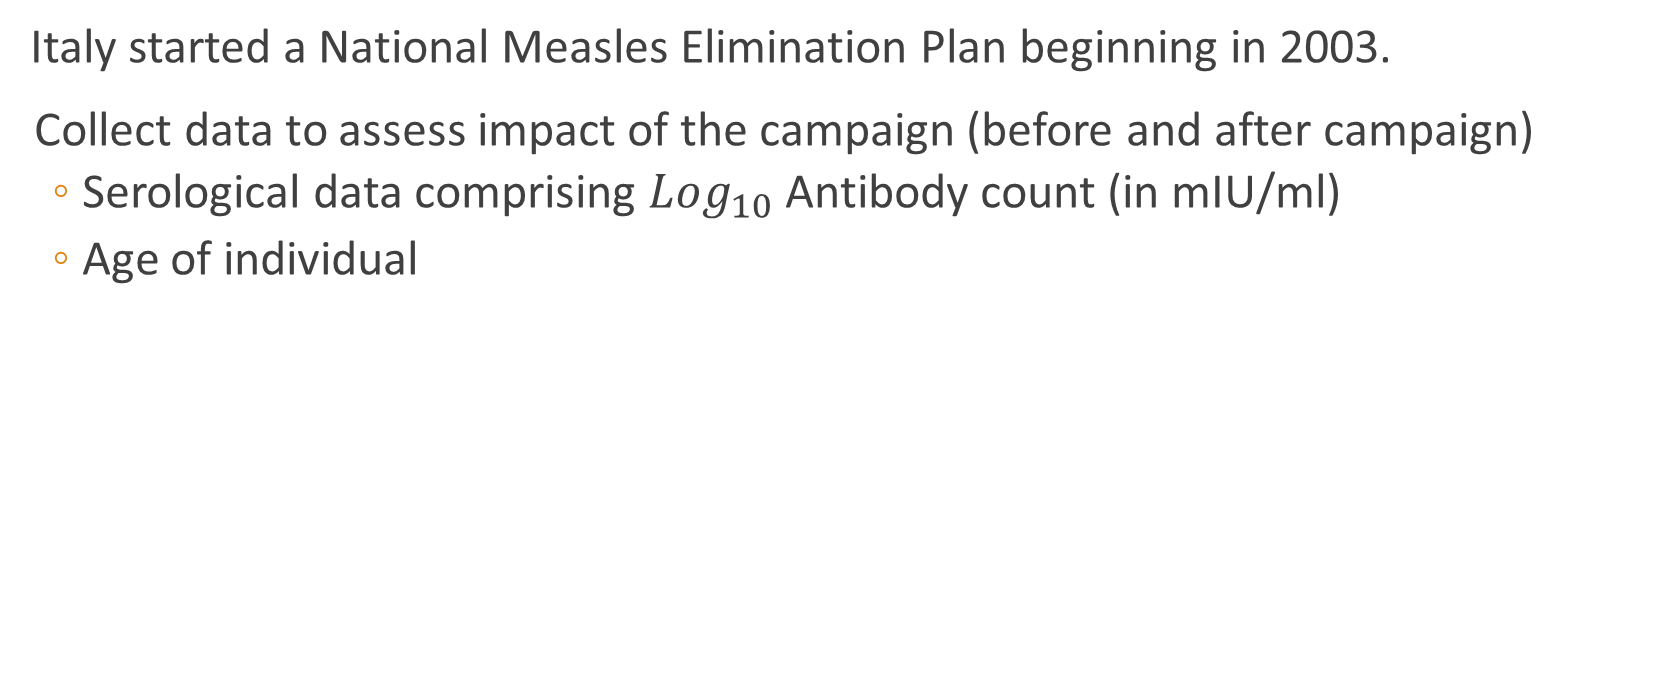 Italy started a National Measles Elimination Plan beginning in 2003.
Collect data to assess impact of the campaign (before and after campaign)
◦ Serological data comprising Log₁₀ Antibody count (in mIU/ml)
◦ Age of individual